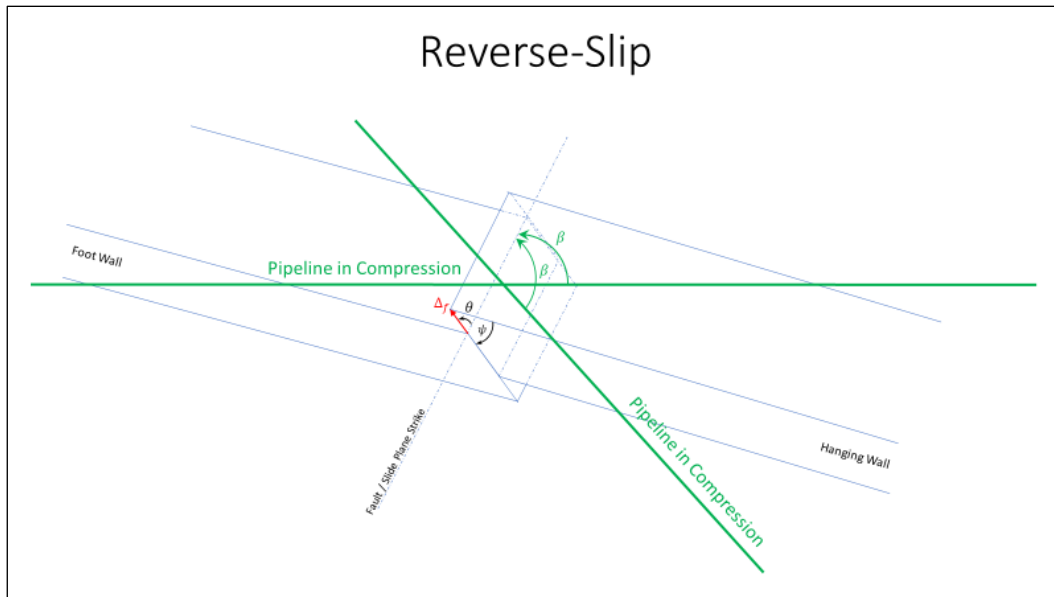 Reverse-Slip
β
Foot Wall
Pipeline in Compression
β
Δf
θ
ψ
Fault / Slide Plane Strike
Pipeline in Compression
Hanging Wall